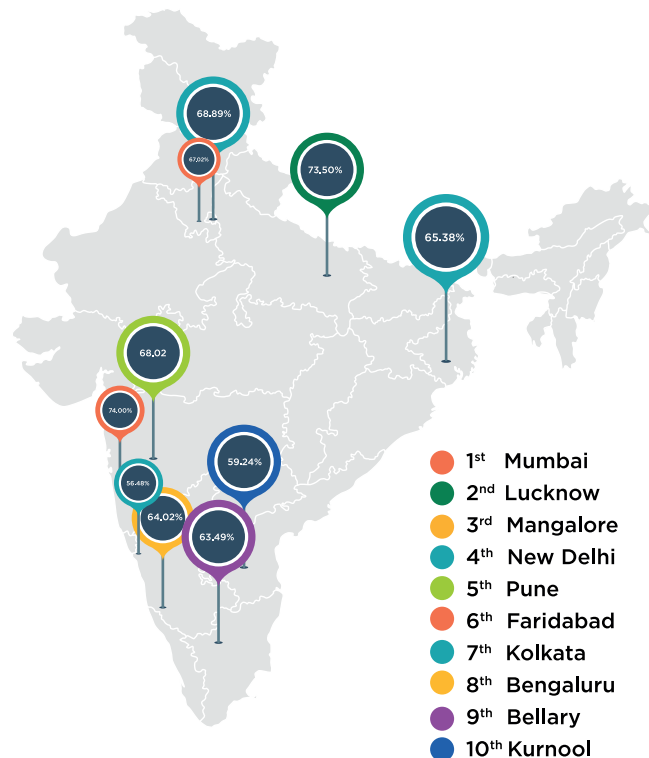 68.89%
67.02%
73.50%
65.38%
68.02
74.00%
59.24%
56.48%
64.02%
63.49%
1st Mumbai
2nd Lucknow
3rd Mangalore
4th New Delhi
5th Pune
6th Faridabad
7th Kolkata
8th Bengaluru
9th Bellary
10th Kurnool